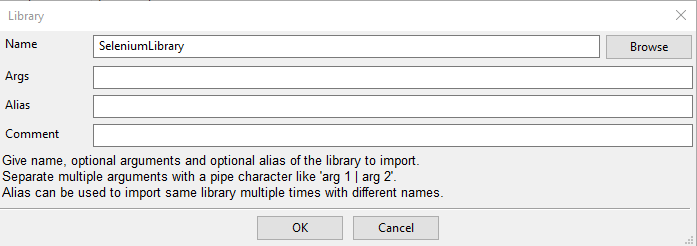 Library
Name SeleniumLibrary Browse
Args
Alias
Comment
Give name, optional arguments and optional alias of the library to import.
Separate multiple arguments with a pipe character like 'arg 1 | arg 2'.
Alias can be used to import same library multiple times with different names.
OK Cancel